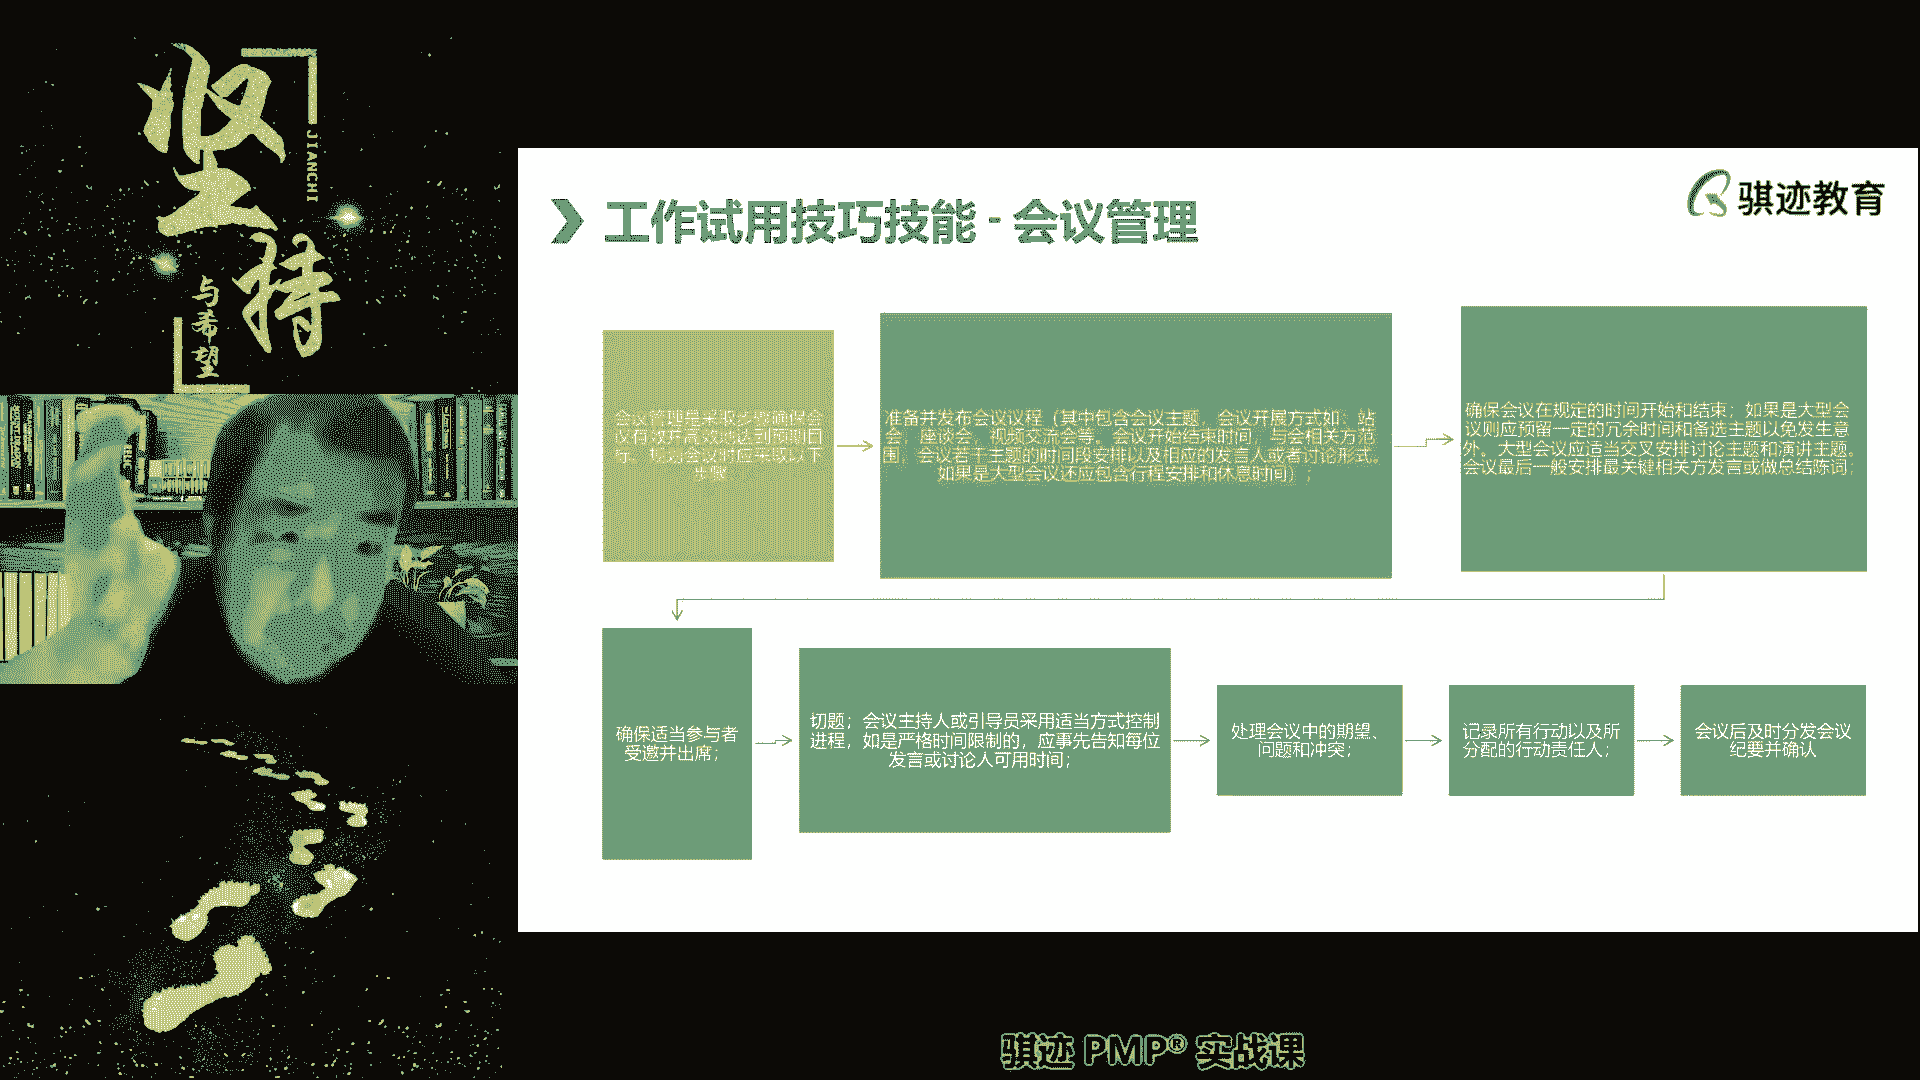 坚持
JIANCHI
与希望
工作试用技巧技能 - 会议管理
骐迹教育
会议管理是采取步骤确保会
议有效并高效地达到预期目
标。规划会议时应采取以下
步骤
准备并发布会议议程（其中包含会议主题、会议开展方式如：站
会、座谈会、视频交流会等。会议开始结束时间、与会相关方范
围、会议若干主题的时间段安排以及相应的发言人或者讨论形式。
如果是大型会议还应包含行程安排和休息时间）；
确保会议在规定的时间开始和结束；如果是大型会
议则应预留一定的冗余时间和备选主题以免发生意
外。大型会议应适当交叉安排讨论主题和演讲主题。
会议最后一般安排最关键相关方发言或做总结陈词；
确保适当参与者
受邀并出席；
切题；会议主持人或引导员采用适当方式控制
进程，如是严格时间限制的，应事先告知每位
发言或讨论人可用时间；
处理会议中的期望、
问题和冲突；
记录所有行动以及所
分配的行动责任人；
会议后及时分发会议
纪要并确认
骐迹 PMP® 实战课